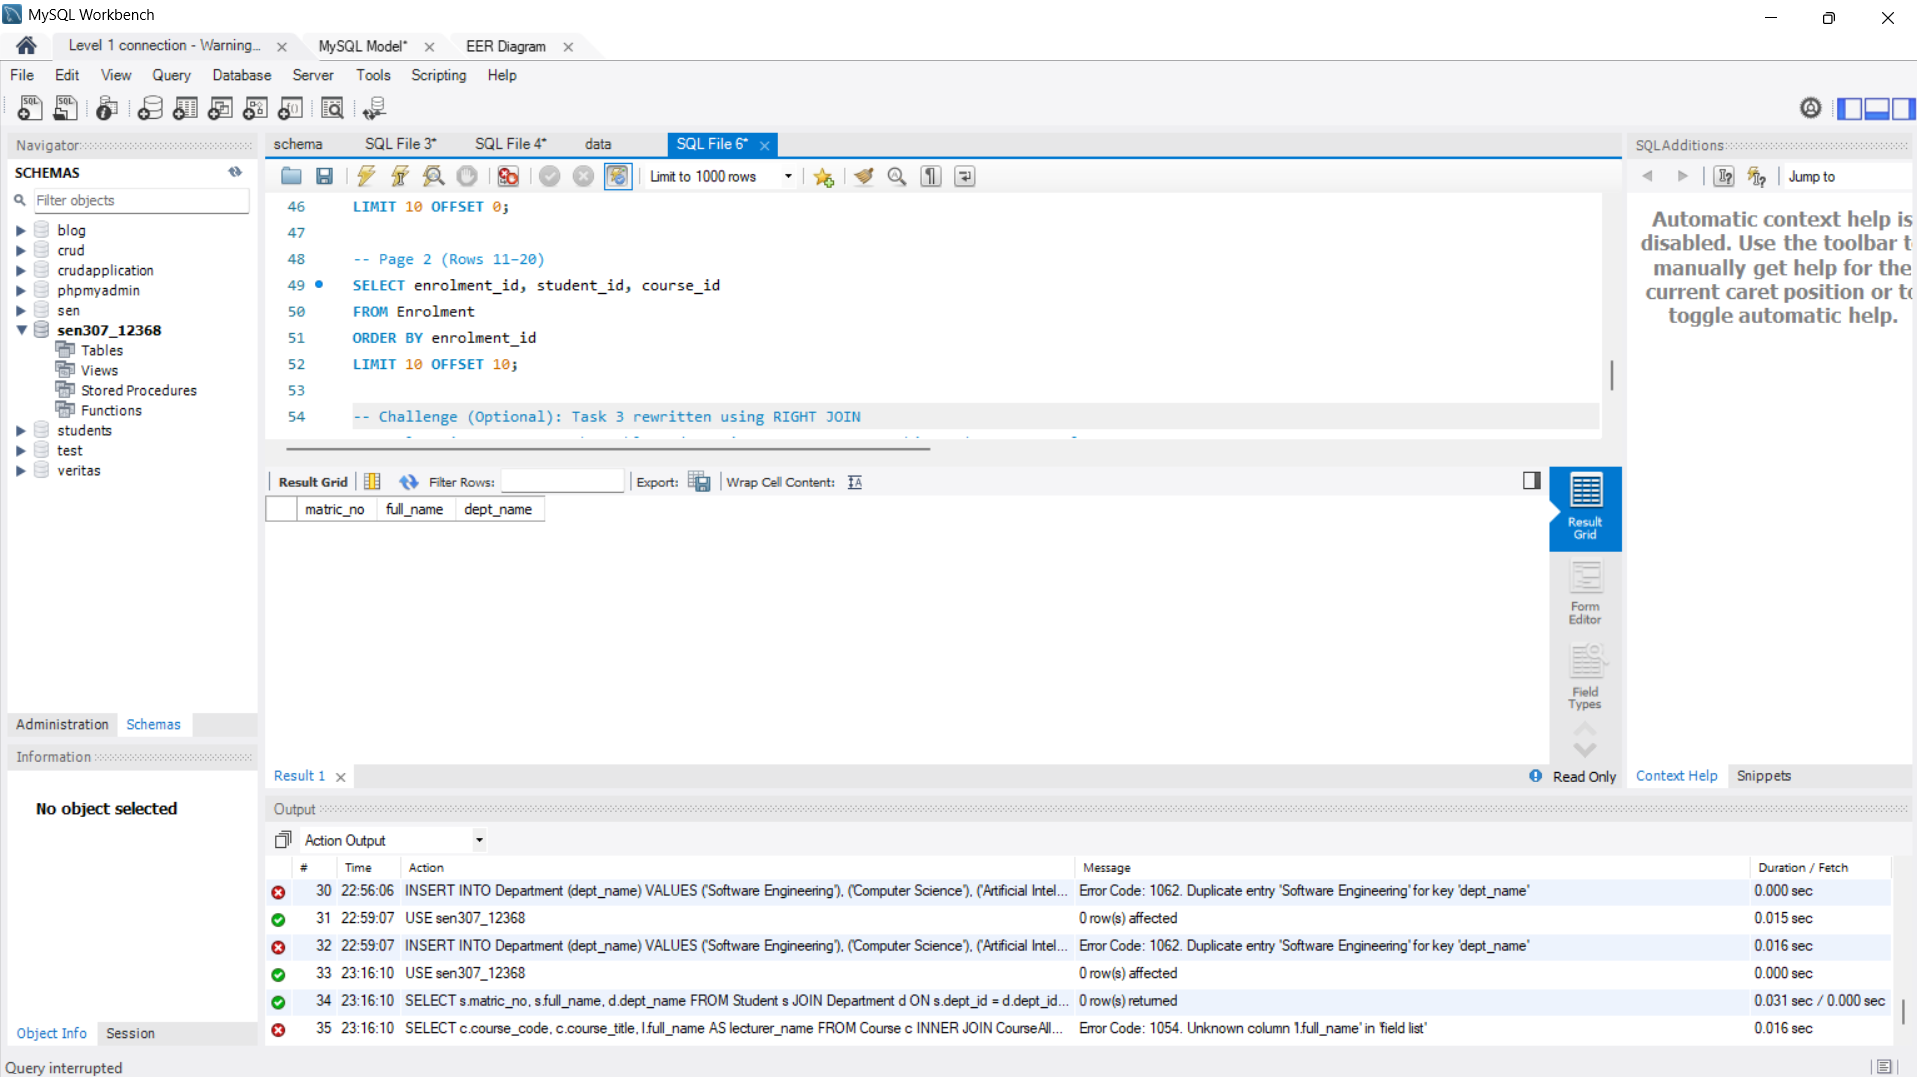 MySQL Workbench
Level 1 connection - Warning...
MySQL Model*
EER Diagram
File Edit View Query Database Server Tools Scripting Help
Navigator
SCHEMAS
Filter objects
blog
crud
crudapplication
phpmyadmin
sen
sen307_12368
Tables
Views
Stored Procedures
Functions
students
test
veritas
Administration Schemas
Information
No object selected
Object Info Session
Query interrupted
schema SQL File 3* SQL File 4* data SQL File 6*
Limit to 1000 rows
46 LIMIT 10 OFFSET 0;
47
48 -- Page 2 (Rows 11–20)
49 SELECT enrolment_id, student_id, course_id
50 FROM Enrolment
51 ORDER BY enrolment_id
52 LIMIT 10 OFFSET 10;
53
54 -- Challenge (Optional): Task 3 rewritten using RIGHT JOIN
Result Grid Filter Rows: Export: Wrap Cell Content:
matric_no full_name dept_name
Result Grid
Form Editor
Field Types
Result 1
Read Only
SQLAdditions
Jump to
Automatic context help is
disabled. Use the toolbar t
manually get help for the
current caret position or to
toggle automatic help.
Context Help Snippets
Output
Action Output
# Time Action Message Duration / Fetch
30 22:56:06 INSERT INTO Department (dept_name) VALUES ('Software Engineering'), ('Computer Science'), ('Artificial Intel... Error Code: 1062. Duplicate entry 'Software Engineering' for key 'dept_name' 0.000 sec
31 22:59:07 USE sen307_12368 0 row(s) affected 0.015 sec
32 22:59:07 INSERT INTO Department (dept_name) VALUES ('Software Engineering'), ('Computer Science'), ('Artificial Intel... Error Code: 1062. Duplicate entry 'Software Engineering' for key 'dept_name' 0.016 sec
33 23:16:10 USE sen307_12368 0 row(s) affected 0.000 sec
34 23:16:10 SELECT s.matric_no, s.full_name, d.dept_name FROM Student s JOIN Department d ON s.dept_id = d.dept_id... 0 row(s) returned 0.031 sec / 0.000 sec
35 23:16:10 SELECT c.course_code, c.course_title, l.full_name AS lecturer_name FROM Course c INNER JOIN CourseAll... Error Code: 1054. Unknown column 'l.full_name' in 'field list' 0.016 sec